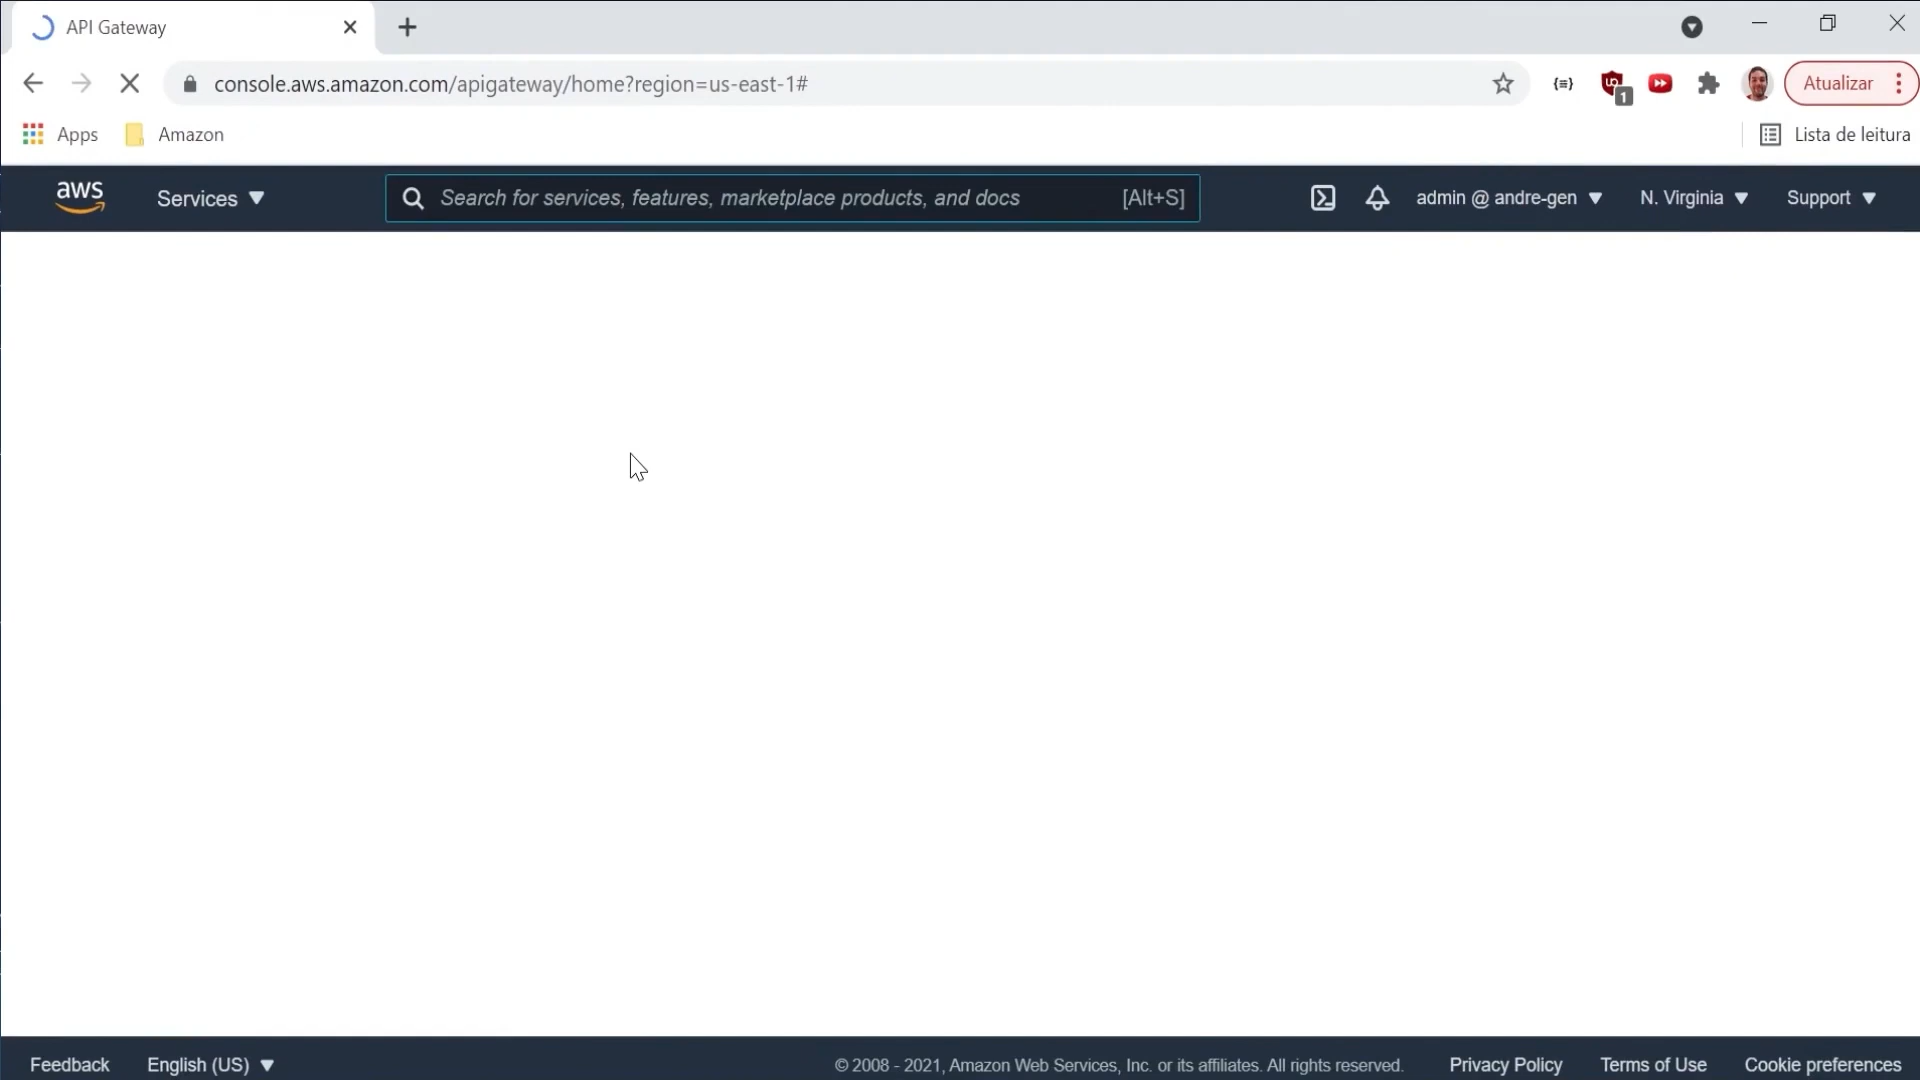 API Gateway
console.aws.amazon.com/apigateway/home?region=us-east-1#
1
Atualizar
Apps
Amazon
Lista de leitura
aws
Services
Search for services, features, marketplace products, and docs
[Alt+S]
admin @ andre-gen
N. Virginia
Support
Feedback
English (US)
© 2008 - 2021, Amazon Web Services, Inc. or its affiliates. All rights reserved.
Privacy Policy
Terms of Use
Cookie preferences